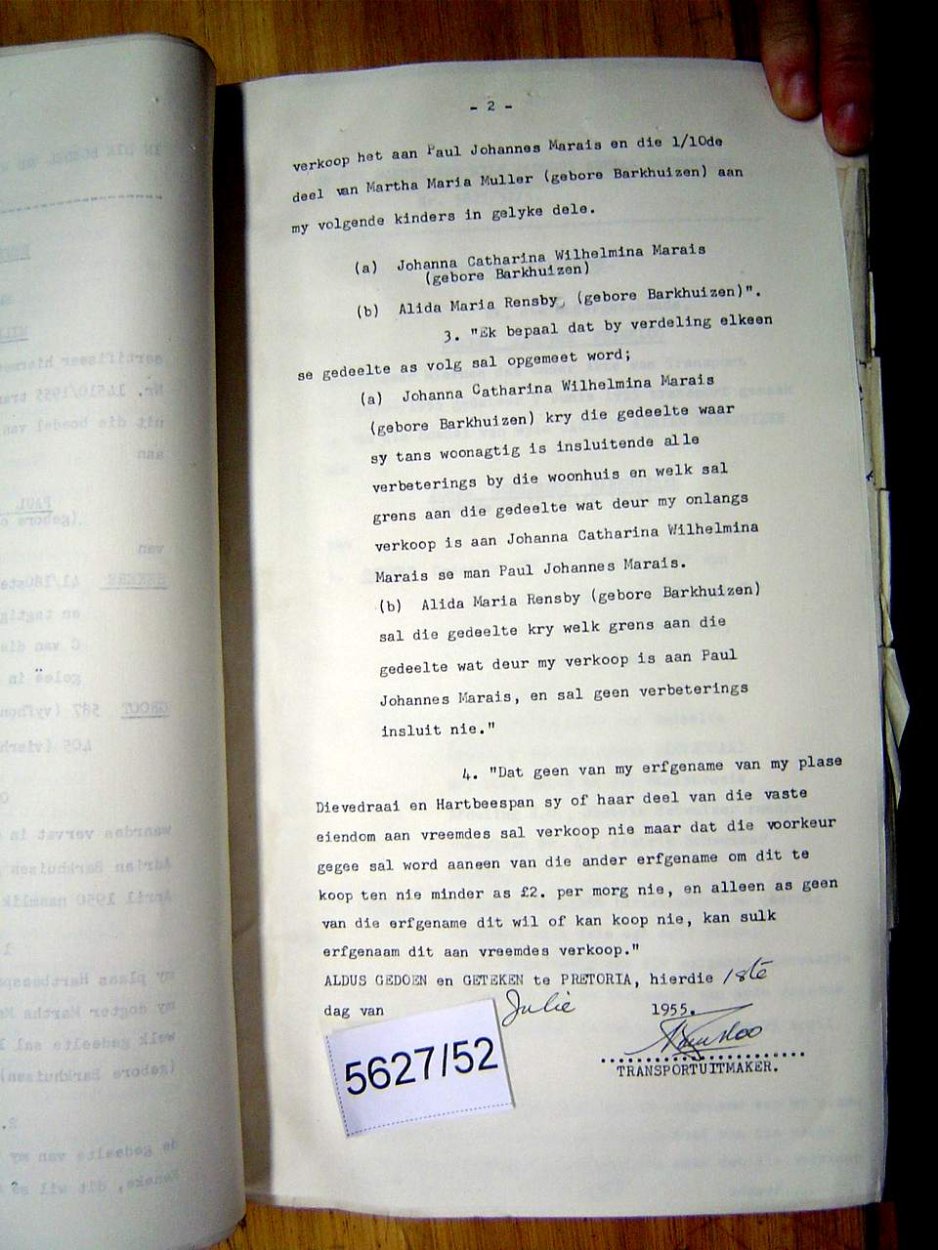 - 2 -
verkoop het aan Paul Johannes Marais en die 1/10de
deel van Martha Maria Muller (gebore Barkhuizen) aan
my volgende kinders in gelyke dele.
(a) Johanna Catharina Wilhelmina Marais
(gebore Barkhuizen)
(b) Alida Maria Rensby (gebore Barkhuizen)".
3. "Ek bepaal dat by verdeling elkeen
se gedeelte as volg sal opgemeet word;
(a) Johanna Catharina Wilhelmina Marais
(gebore Barkhuizen) kry die gedeelte waar
sy tans woonagtig is insluitende alle
verbeterings by die woonhuis en welk sal
grens aan die gedeelte wat deur my onlangs
verkoop is aan Johanna Catharina Wilhelmina
Marais se man Paul Johannes Marais.
(b) Alida Maria Rensby (gebore Barkhuizen)
sal die gedeelte kry welk grens aan die
gedeelte wat deur my verkoop is aan Paul
Johannes Marais, en sal geen verbeterings
insluit nie."
4. "Dat geen van my erfgename van my plase
Dievedraai en Hartbeespan sy of haar deel van die vaste
eiendom aan vreemdes sal verkoop nie maar dat die voorkeur
gegee sal word aaneen van die ander erfgename om dit te
koop ten nie minder as £2. per morg nie, en alleen as geen
van die erfgename dit wil of kan koop nie, kan sulk
erfgenaam dit aan vreemdes verkoop."
ALDUS GEDOEN en GETEKEN te PRETORIA, hierdie 1ste
dag van Julie 1955.
TRANSPORTUITMAKER.
5627/52